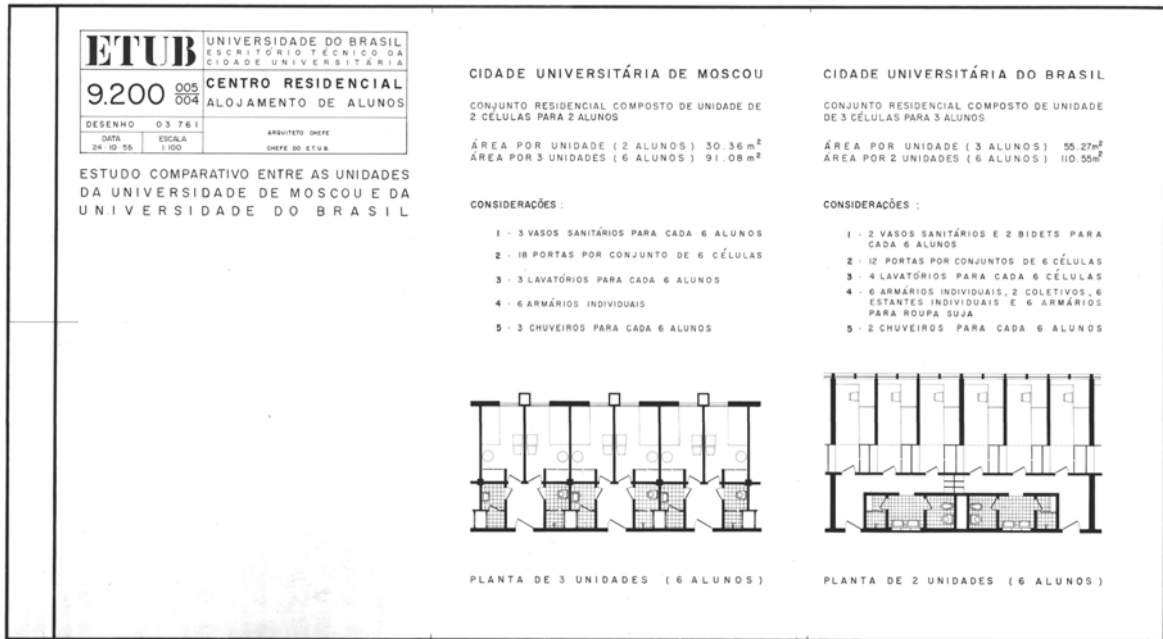 ETUB
UNIVERSIDADE DO BRASIL
ESCRITÓRIO TÉCNICO DA
CIDADE UNIVERSITÁRIA
9.200 005
004
CENTRO RESIDENCIAL
ALOJAMENTO DE ALUNOS
DESENHO 03 761
DATA
24-10-55
ESCALA
1:100
ARQUITETO CHEFE
CHEFE DO E.T.U.B.
ESTUDO COMPARATIVO ENTRE AS UNIDADES
DA UNIVERSIDADE DE MOSCOU E DA
UN.IVERSIDADE DO BRASIL
CIDADE UNIVERSITÁRIA DE MOSCOU
CONJUNTO RESIDENCIAL COMPOSTO DE UNIDADE DE
2 CÉLULAS PARA 2 ALUNOS
ÁREA POR UNIDADE (2 ALUNOS) 30.36 m²
ÁREA POR 3 UNIDADES (6 ALUNOS) 91.08 m²
CONSIDERAÇÕES :
1 - 3 VASOS SANITÁRIOS PARA CADA 6 ALUNOS
2 - 18 PORTAS POR CONJUNTO DE 6 CÉLULAS
3 - 3 LAVATÓRIOS PARA CADA 6 ALUNOS
4 - 6 ARMÁRIOS INDIVIDUAIS
5 - 3 CHUVEIROS PARA CADA 6 ALUNOS
PLANTA DE 3 UNIDADES (6 ALUNOS)
CIDADE UNIVERSITÁRIA DO BRASIL
CONJUNTO RESIDENCIAL COMPOSTO DE UNIDADE
DE 3 CÉLULAS PARA 3 ALUNOS
ÁREA POR UNIDADE (3 ALUNOS) 55.27m²
ÁREA POR 2 UNIDADES (6 ALUNOS) 110.55m²
CONSIDERAÇÕES :
1 - 2 VASOS SANITÁRIOS E 2 BIDETS PARA
CADA 6 ALUNOS
2 - 12 PORTAS POR CONJUNTOS DE 6 CÉLULAS
3 - 4 LAVATÓRIOS PARA CADA 6 CÉLULAS
4 - 6 ARMÁRIOS INDIVIDUAIS, 2 COLETIVOS, 6
ESTANTES INDIVIDUAIS E 6 ARMÁRIOS
PARA ROUPA SUJA
5 - 2 CHUVEIROS PARA CADA 6 ALUNOS
PLANTA DE 2 UNIDADES (6 ALUNOS)